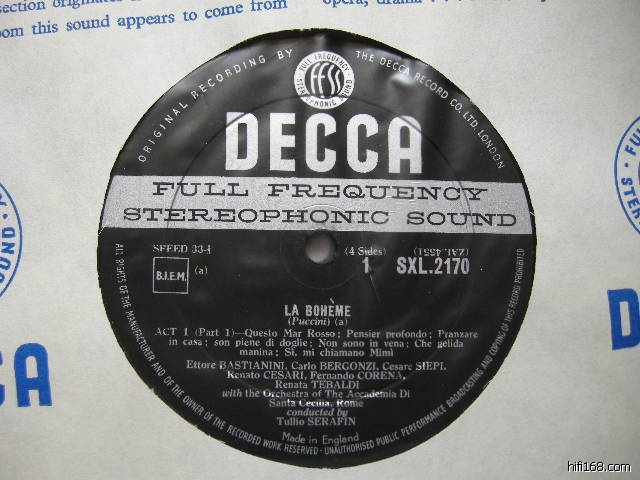 section originates
opera, drama
oom this sound appears to come from
ORIGINAL RECORDING BY
THE DECCA RECORD CO. LTD. LONDON
FULL FREQUENCY
ffss
STEREOPHONIC SOUND
DECCA
FULL FREQUENCY
STEREOPHONIC SOUND
SPEED 33⅓
(4 Sides)
(ZAL.4551)
B.I.E.M.
(a)
1
SXL.2170
LA BOHÈME
(Puccini) (a)
ACT 1 (Part 1)—Questo Mar Rosso; Pensier profondo; Pranzare
in casa; son piene di doglie; Non sono in vena; Che gelida
manina; Sì, mi chiamano Mimì
Ettore BASTIANINI, Carlo BERGONZI, Cesare SIEPI,
Renato CESARI, Fernando CORENA,
Renata TEBALDI
with the Orchestra of The Accademia Di
Santa Cecilia, Rome
conducted by
Tullio SERAFIN
Made in England
ALL RIGHTS OF THE MANUFACTURER AND OF THE OWNER OF THE RECORDED WORK RESERVED · UNAUTHORISED PUBLIC PERFORMANCE BROADCASTING AND COPYING OF THIS RECORD PROHIBITED
SOUND
FU
CA
D
hifi168.com